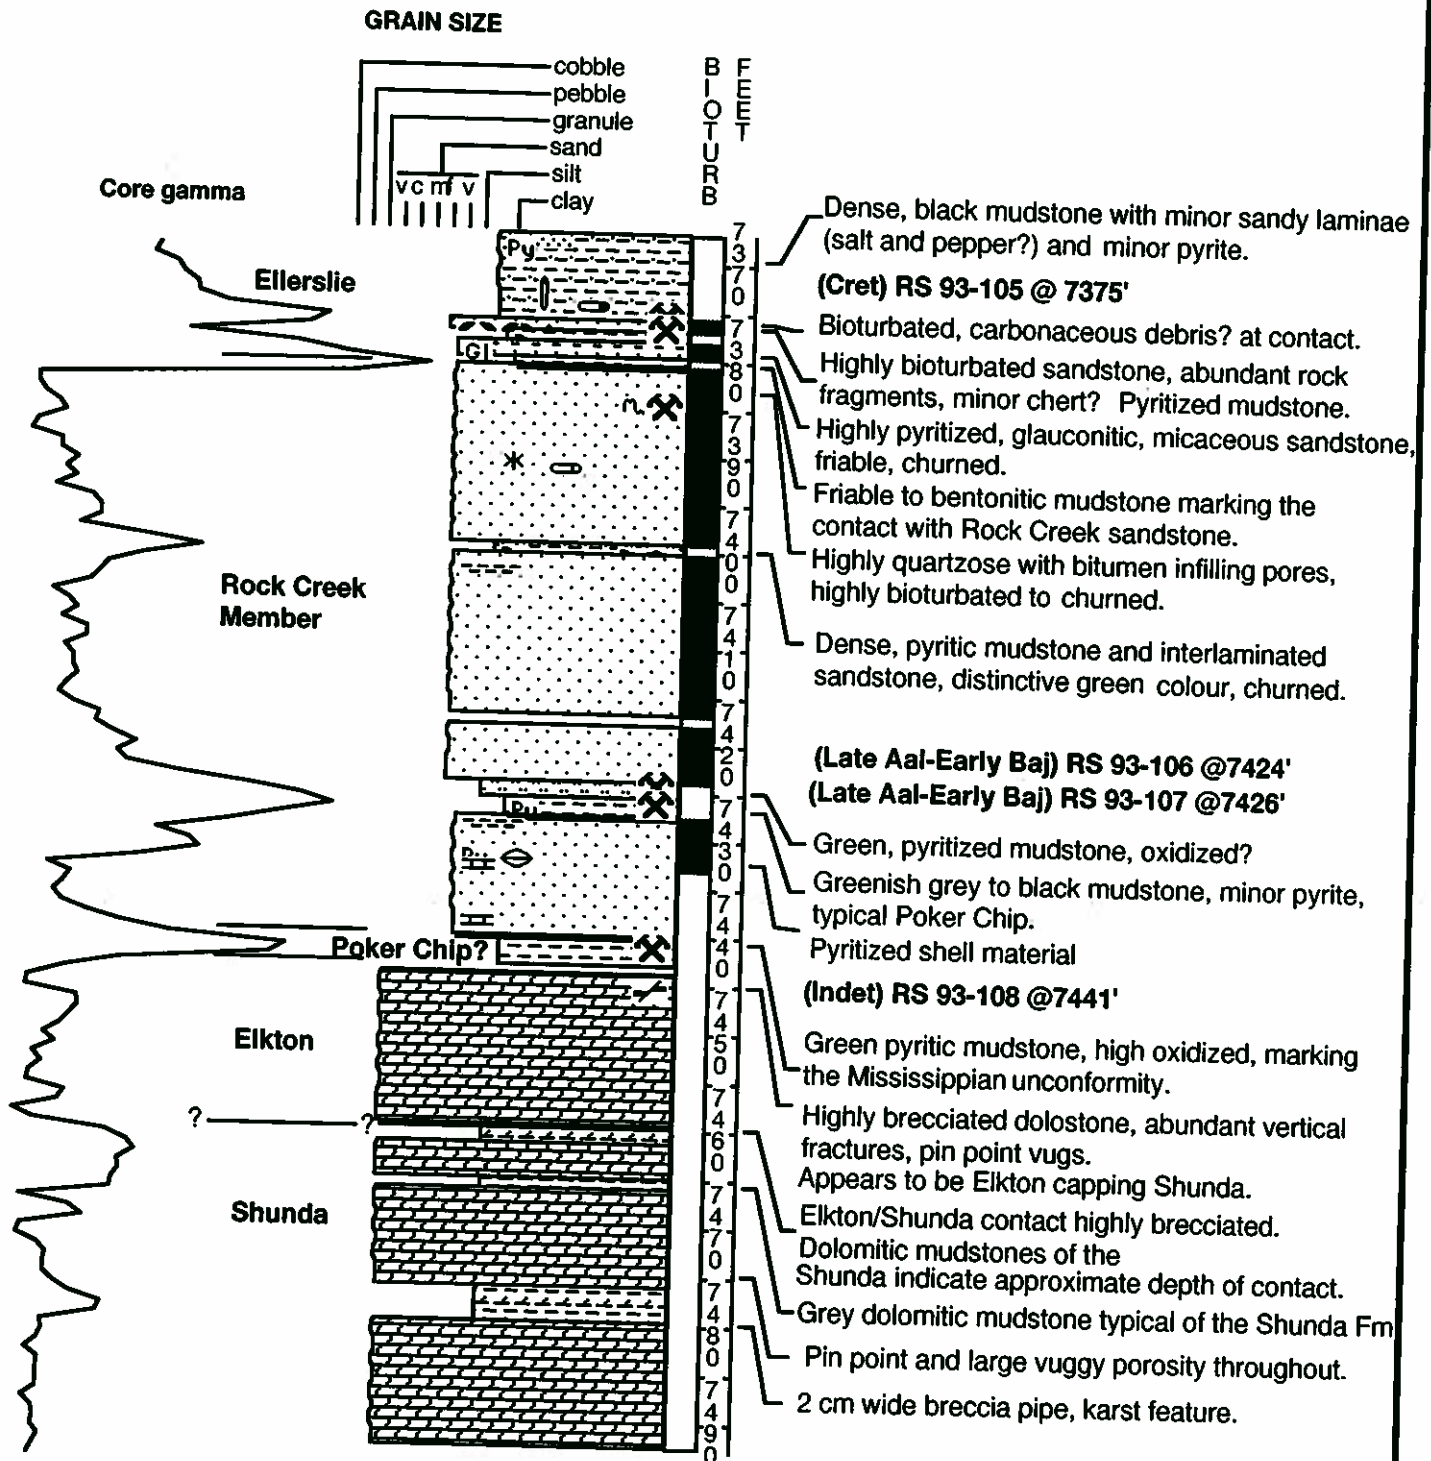 GRAIN SIZE
cobble
pebble
granule
sand
silt
clay
v c m f v
BIOTURB
FEET
Core gamma
Ellerslie
Rock Creek
Member
Poker Chip?
Elkton
? ?
Shunda
Py
Gl
Py
7370
7380
7390
7400
7410
7420
7430
7440
7450
7460
7470
7480
7490
Dense, black mudstone with minor sandy laminae
(salt and pepper?) and minor pyrite.
(Cret) RS 93-105 @ 7375'
Bioturbated, carbonaceous debris? at contact.
Highly bioturbated sandstone, abundant rock
fragments, minor chert? Pyritized mudstone.
Highly pyritized, glauconitic, micaceous sandstone,
friable, churned.
Friable to bentonitic mudstone marking the
contact with Rock Creek sandstone.
Highly quartzose with bitumen infilling pores,
highly bioturbated to churned.
Dense, pyritic mudstone and interlaminated
sandstone, distinctive green colour, churned.
(Late Aal-Early Baj) RS 93-106 @7424'
(Late Aal-Early Baj) RS 93-107 @7426'
Green, pyritized mudstone, oxidized?
Greenish grey to black mudstone, minor pyrite,
typical Poker Chip.
Pyritized shell material
(Indet) RS 93-108 @7441'
Green pyritic mudstone, high oxidized, marking
the Mississippian unconformity.
Highly brecciated dolostone, abundant vertical
fractures, pin point vugs.
Appears to be Elkton capping Shunda.
Elkton/Shunda contact highly brecciated.
Dolomitic mudstones of the
Shunda indicate approximate depth of contact.
Grey dolomitic mudstone typical of the Shunda Fm
Pin point and large vuggy porosity throughout.
2 cm wide breccia pipe, karst feature.